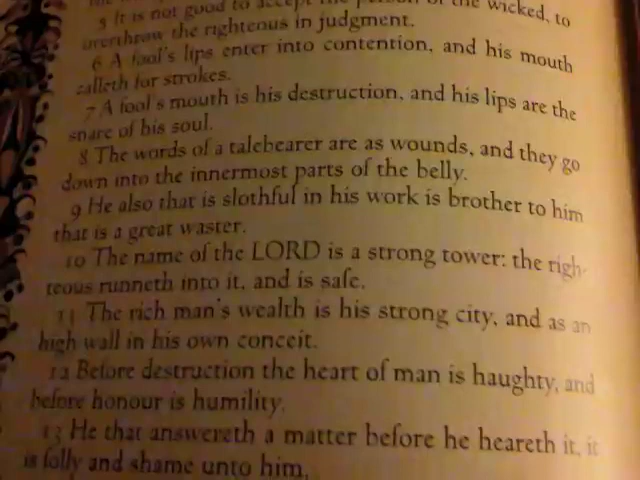 5 It is not good to accept the person of the wicked, to
overthrow the righteous in judgment.
6 A fool's lips enter into contention, and his mouth
calleth for strokes.
7 A fool's mouth is his destruction, and his lips are the
snare of his soul.
8 The words of a talebearer are as wounds, and they go
down into the innermost parts of the belly.
9 He also that is slothful in his work is brother to him
that is a great waster.
10 The name of the LORD is a strong tower: the righ-
teous runneth into it, and is safe.
11 The rich man's wealth is his strong city, and as an
high wall in his own conceit.
12 Before destruction the heart of man is haughty, and
before honour is humility.
13 He that answereth a matter before he heareth it, it
is folly and shame unto him.